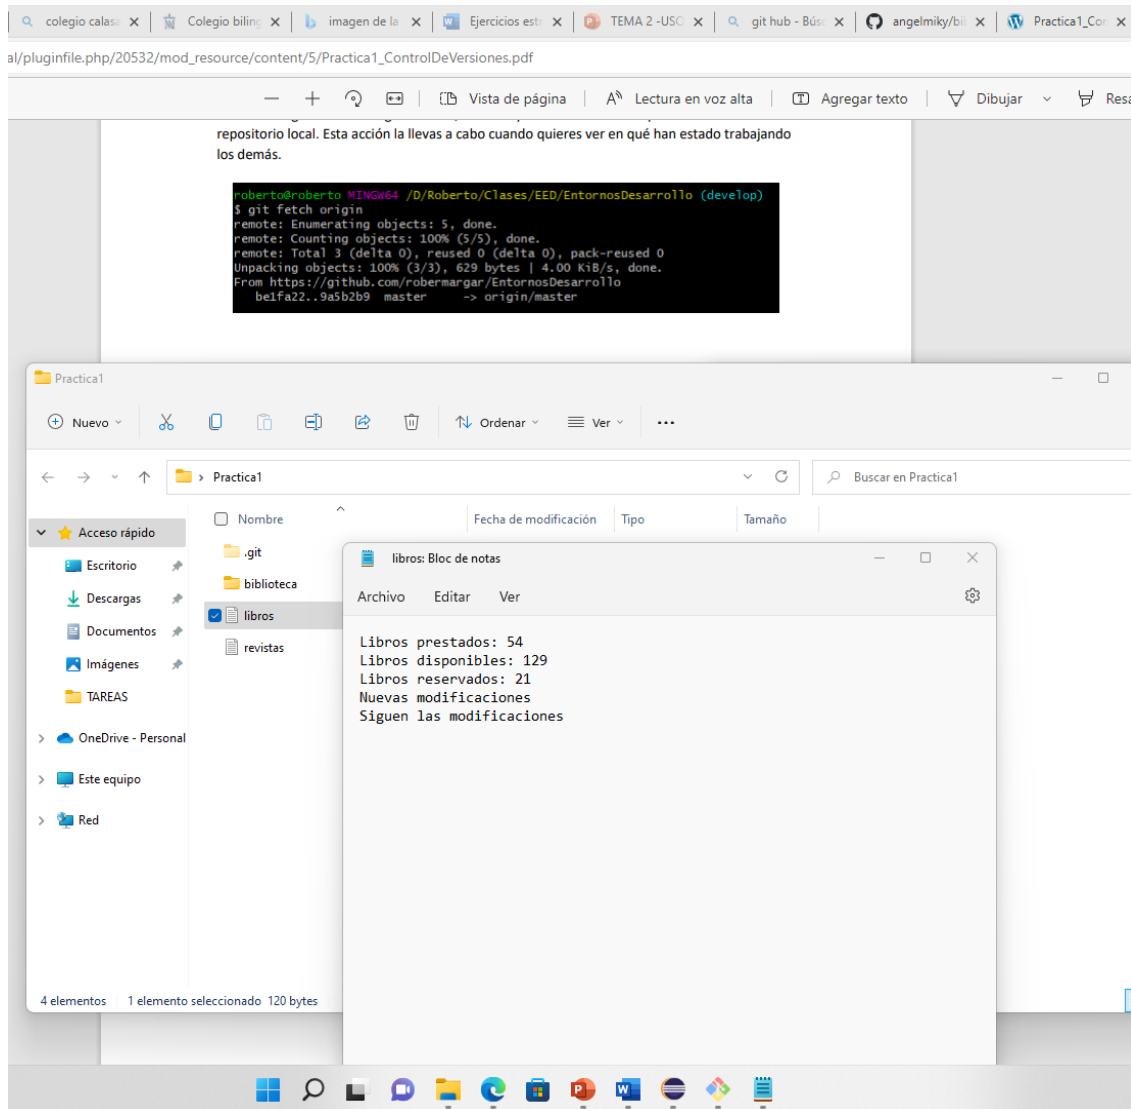 colegio calasa
Colegio biling
imagen de la
Ejercicios est
TEMA 2 -USO
git hub - Bús
angelmiky/bi
Practica1_Con
al/pluginfile.php/20532/mod_resource/content/5/Practica1_ControlDeVersiones.pdf
Vista de página
Lectura en voz alta
Agregar texto
Dibujar
Resa
repositorio local. Esta acción la llevas a cabo cuando quieres ver en qué han estado trabajando
los demás.
roberto@roberto MINGW64 /D/Roberto/Clases/EED/EntornosDesarrollo (develop)
$ git fetch origin
remote: Enumerating objects: 5, done.
remote: Counting objects: 100% (5/5), done.
remote: Total 3 (delta 0), reused 0 (delta 0), pack-reused 0
Unpacking objects: 100% (3/3), 629 bytes | 4.00 KiB/s, done.
From https://github.com/robermargar/EntornosDesarrollo
be1fa22..9a5b2b9 master -> origin/master
Practica1
Nuevo
Ordenar
Ver
Practica1
Buscar en Practica1
Nombre
Fecha de modificación
Tipo
Tamaño
Acceso rápido
Escritorio
Descargas
Documentos
Imágenes
TAREAS
OneDrive - Personal
Este equipo
Red
.git
biblioteca
libros
revistas
libros: Bloc de notas
Archivo Editar Ver
Libros prestados: 54
Libros disponibles: 129
Libros reservados: 21
Nuevas modificaciones
Siguen las modificaciones
4 elementos 1 elemento seleccionado 120 bytes